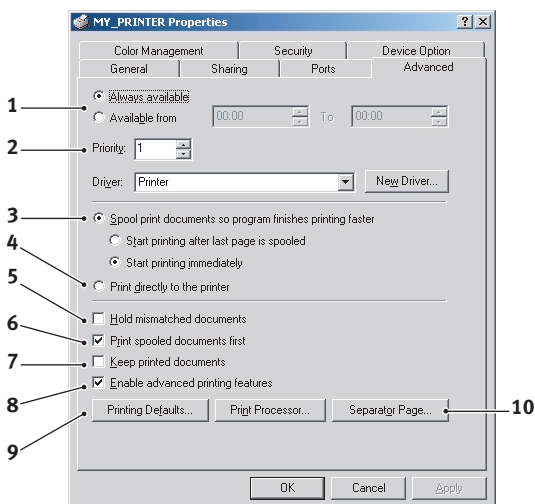 MY_PRINTER Properties
Color Management Security Device Option
General Sharing Ports Advanced
1 Always available
Available from 00:00 To 00:00
2 Priority: 1
Driver: Printer New Driver...
3 Spool print documents so program finishes printing faster
Start printing after last page is spooled
4 Start printing immediately
Print directly to the printer
5 Hold mismatched documents
6 Print spooled documents first
7 Keep printed documents
8 Enable advanced printing features
9 Printing Defaults... Print Processor... Separator Page... 10
OK Cancel Apply